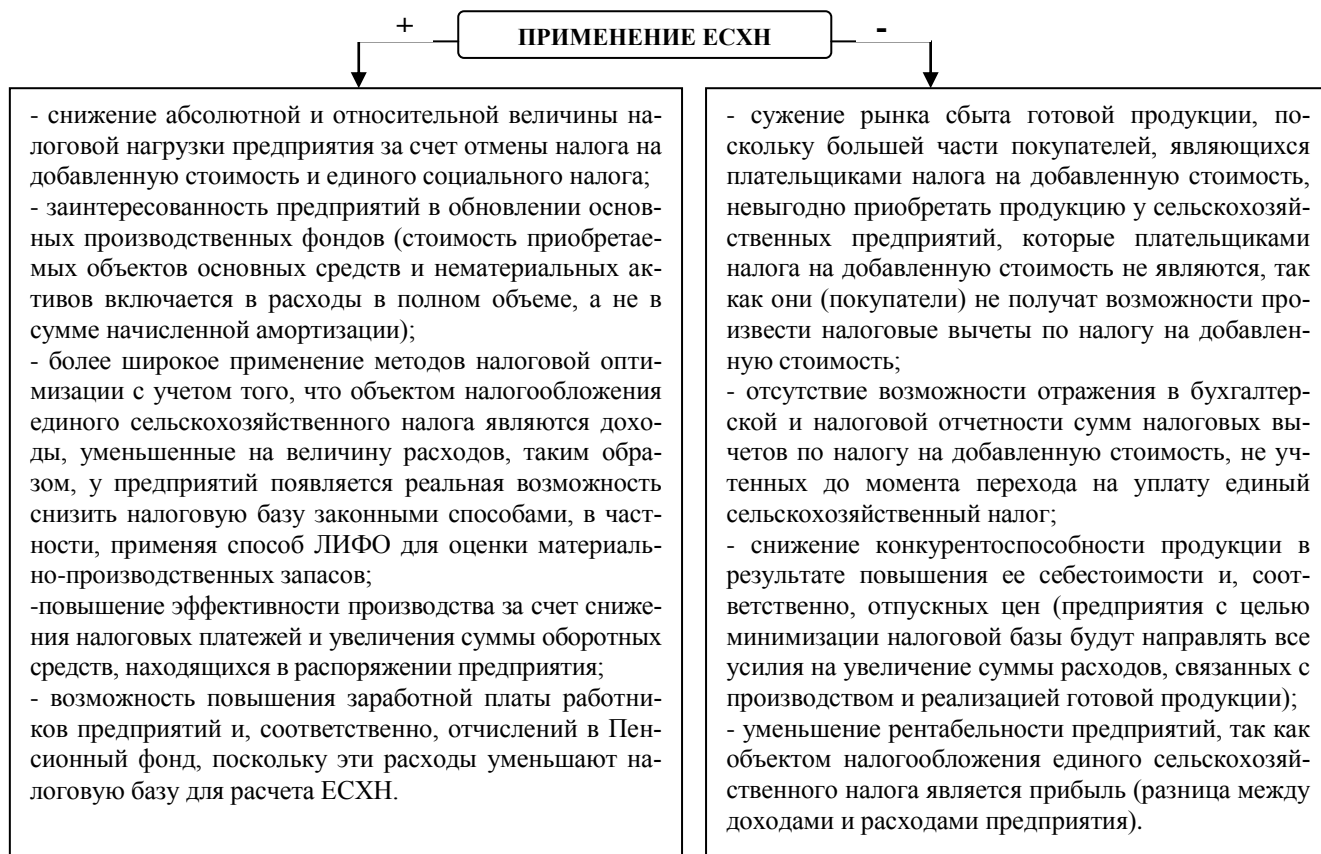 +
ПРИМЕНЕНИЕ ЕСХН
-
- снижение абсолютной и относительной величины на-
логовой нагрузки предприятия за счет отмены налога на
добавленную стоимость и единого социального налога;
- заинтересованность предприятий в обновлении основ-
ных производственных фондов (стоимость приобретае-
мых объектов основных средств и нематериальных ак-
тивов включается в расходы в полном объеме, а не в
сумме начисленной амортизации);
- более широкое применение методов налоговой опти-
мизации с учетом того, что объектом налогообложения
единого сельскохозяйственного налога являются дохо-
ды, уменьшенные на величину расходов, таким обра-
зом, у предприятий появляется реальная возможность
снизить налоговую базу законными способами, в част-
ности, применяя способ ЛИФО для оценки материаль-
но-производственных запасов;
-повышение эффективности производства за счет сниже-
ния налоговых платежей и увеличения суммы оборотных
средств, находящихся в распоряжении предприятия;
- возможность повышения заработной платы работни-
ков предприятий и, соответственно, отчислений в Пен-
сионный фонд, поскольку эти расходы уменьшают на-
логовую базу для расчета ЕСХН.
- сужение рынка сбыта готовой продукции, по-
скольку большей части покупателей, являющихся
плательщиками налога на добавленную стоимость,
невыгодно приобретать продукцию у сельскохозяй-
ственных предприятий, которые плательщиками
налога на добавленную стоимость не являются, так
как они (покупатели) не получат возможности про-
извести налоговые вычеты по налогу на добавлен-
ную стоимость;
- отсутствие возможности отражения в бухгалтер-
ской и налоговой отчетности сумм налоговых вы-
четов по налогу на добавленную стоимость, не уч-
тенных до момента перехода на уплату единый
сельскохозяйственный налог;
- снижение конкурентоспособности продукции в
результате повышения ее себестоимости и, соот-
ветственно, отпускных цен (предприятия с целью
минимизации налоговой базы будут направлять все
усилия на увеличение суммы расходов, связанных с
производством и реализацией готовой продукции);
- уменьшение рентабельности предприятий, так как
объектом налогообложения единого сельскохозяй-
ственного налога является прибыль (разница между
доходами и расходами предприятия).